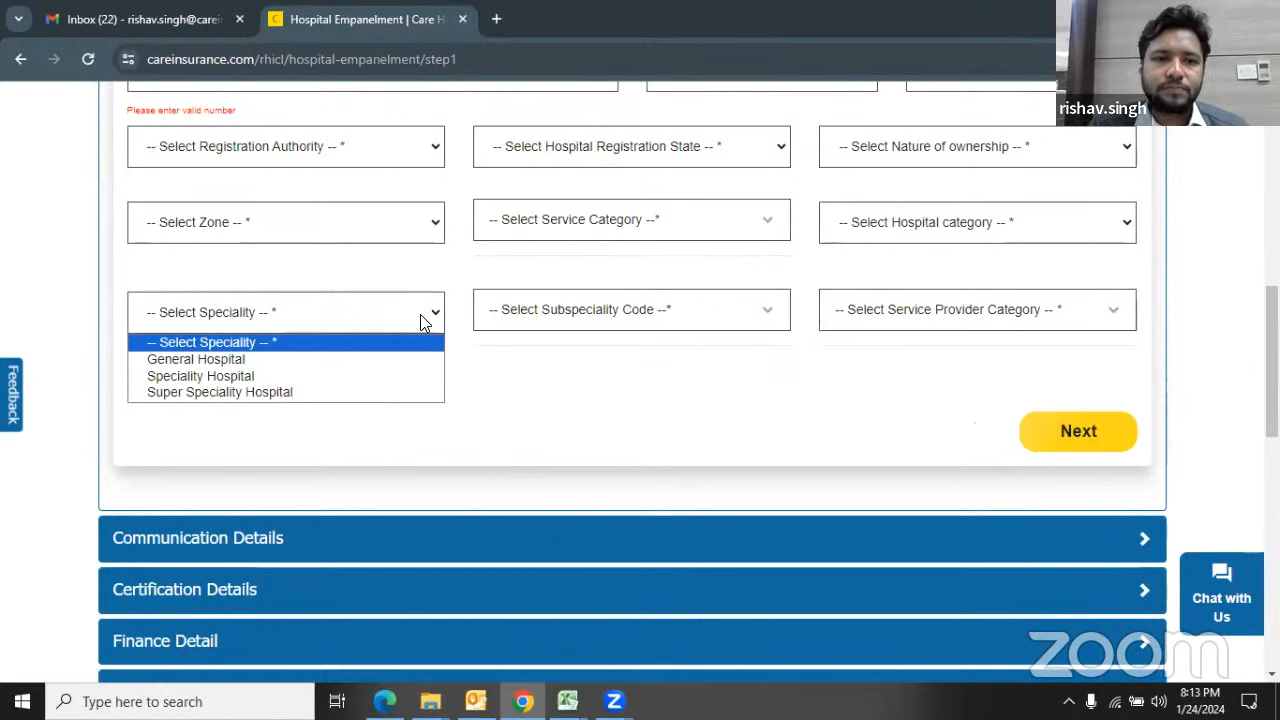 Inbox (22) - rishav.singh@carei
Hospital Empanelment | Care H
careinsurance.com/rhicl/hospital-empanelment/step1
rishav.singh
Please enter valid number
-- Select Registration Authority -- *
-- Select Hospital Registration State -- *
-- Select Nature of ownership -- *
-- Select Zone -- *
-- Select Service Category --*
-- Select Hospital category -- *
-- Select Speciality -- *
-- Select Subspeciality Code --*
-- Select Service Provider Category -- *
-- Select Speciality -- *
General Hospital
Speciality Hospital
Super Speciality Hospital
Feedback
Next
Communication Details
Certification Details
Finance Detail
Chat with
Us
zoom
Type here to search
8:13 PM
1/24/2024